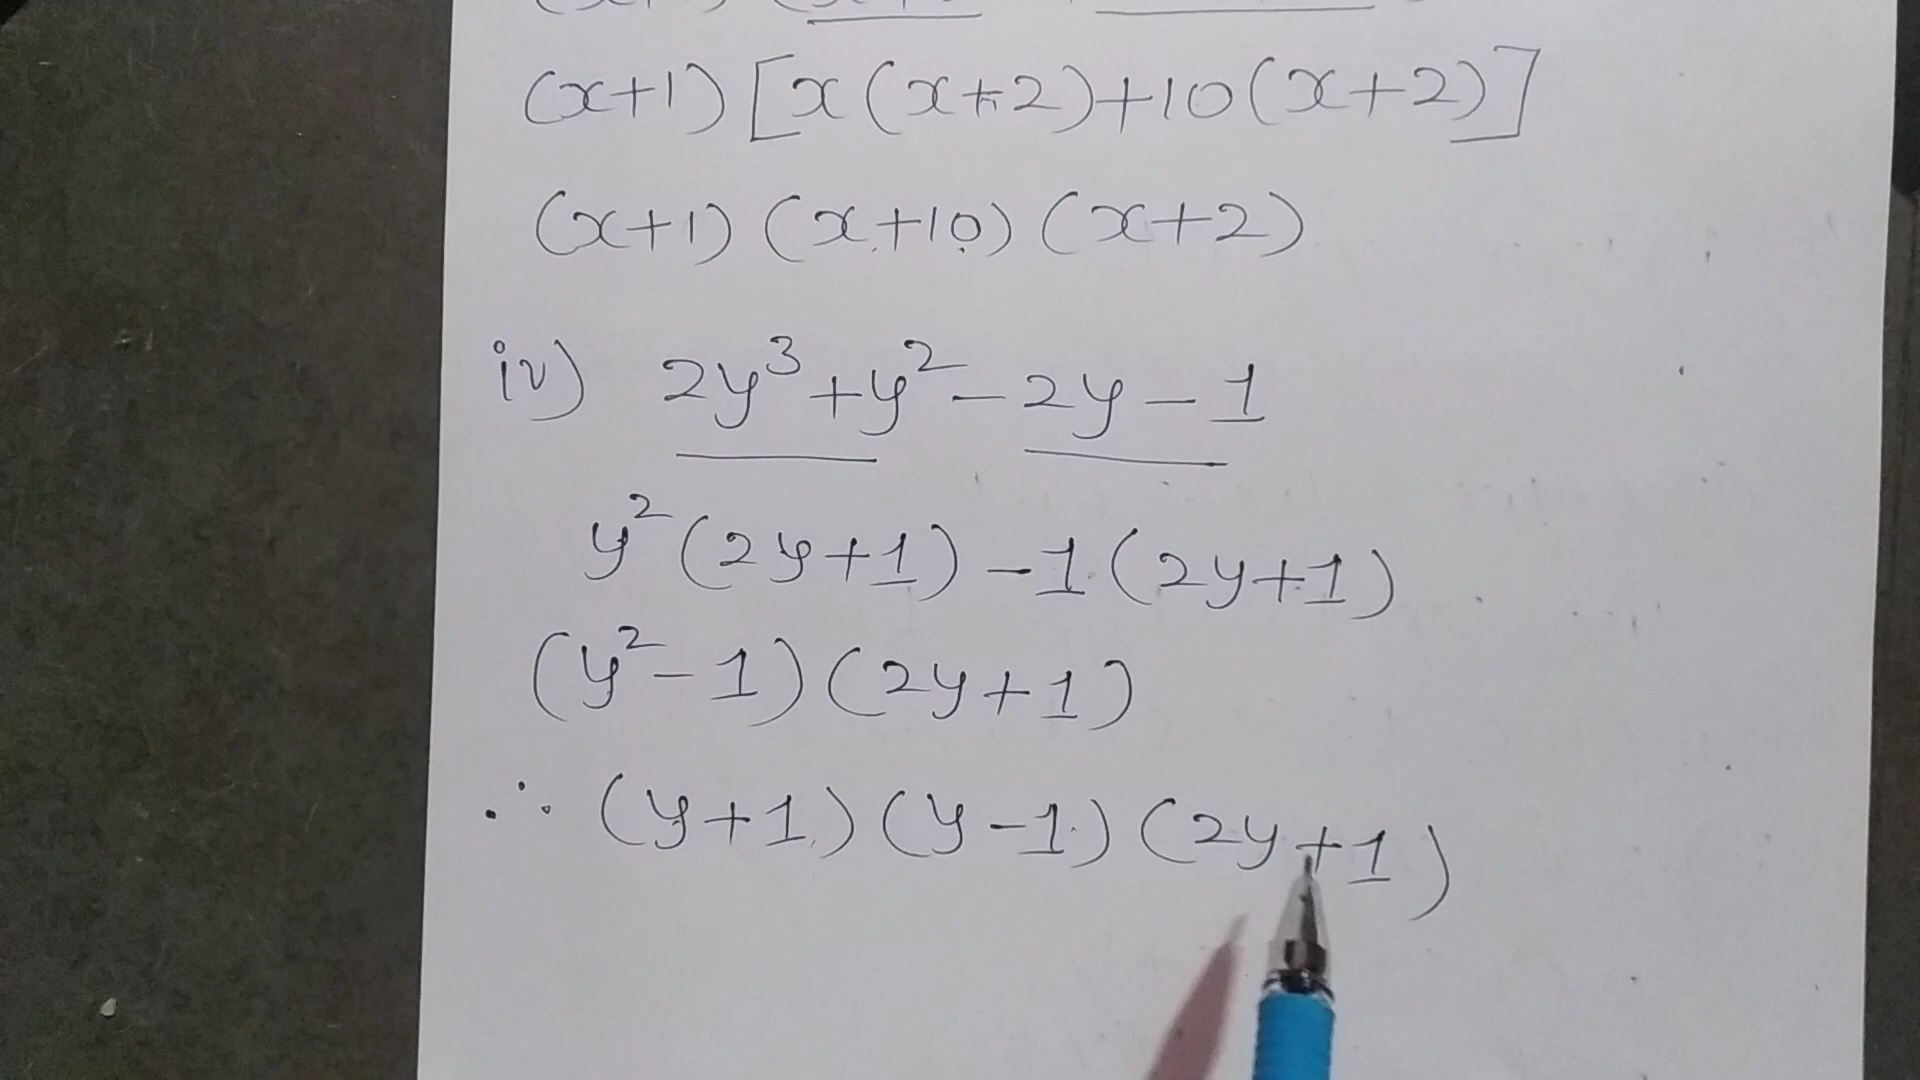 (x+1) [x(x+2)+10(x+2)]
(x+1) (x+10) (x+2)
iv) 2y³+y²-2y-1
y²(2y+1)-1(2y+1)
(y²-1)(2y+1)
∴ (y+1)(y-1)(2y+1)